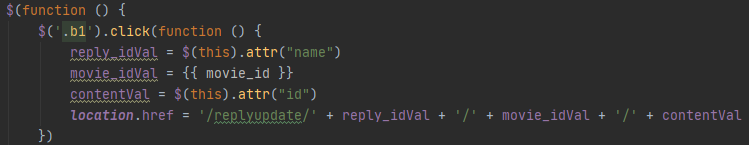 $(function () {
    $('.b1').click(function () {
        reply_idVal = $(this).attr("name")
        movie_idVal = {{ movie_id }}
        contentVal = $(this).attr("id")
        location.href = '/replyupdate/' + reply_idVal + '/' + movie_idVal + '/' + contentVal
    })